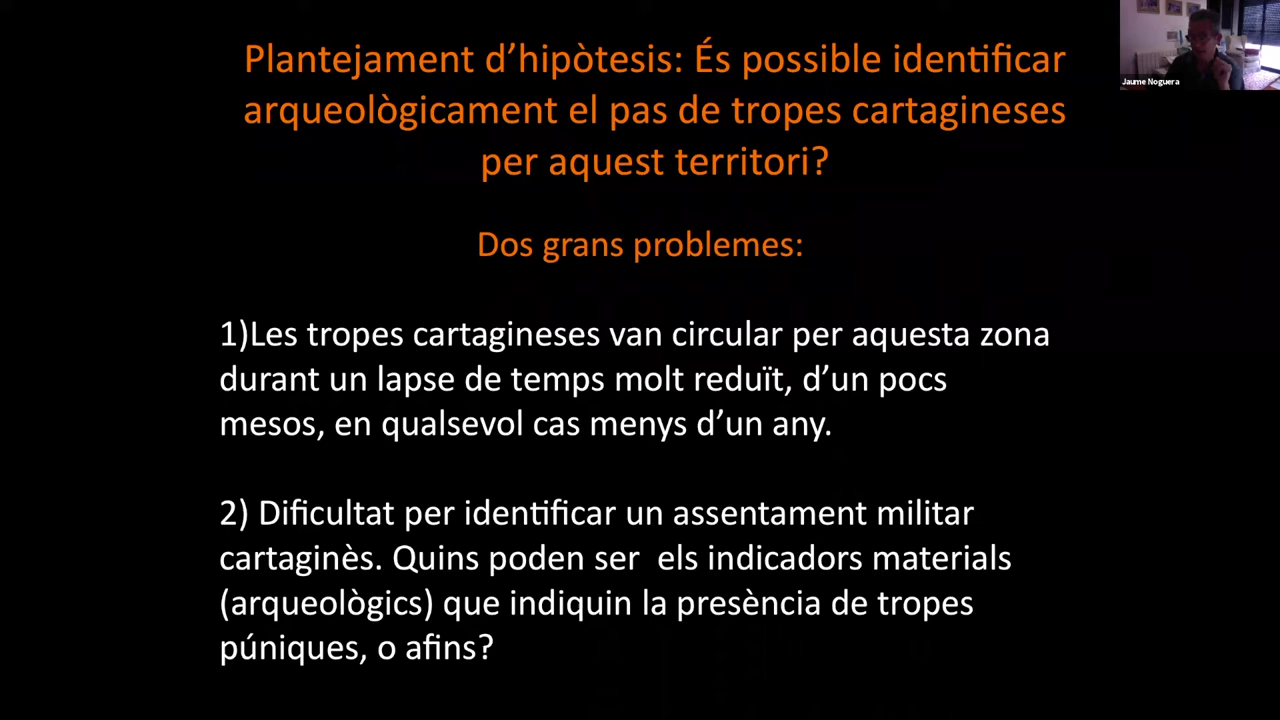 Plantejament d’hipòtesis: És possible identificar
arqueològicament el pas de tropes cartagineses
per aquest territori?
Jaume Noguera
Dos grans problemes:
1)Les tropes cartagineses van circular per aquesta zona
durant un lapse de temps molt reduït, d’un pocs
mesos, en qualsevol cas menys d’un any.
2) Dificultat per identificar un assentament militar
cartaginès. Quins poden ser  els indicadors materials
(arqueològics) que indiquin la presència de tropes
púniques, o afins?